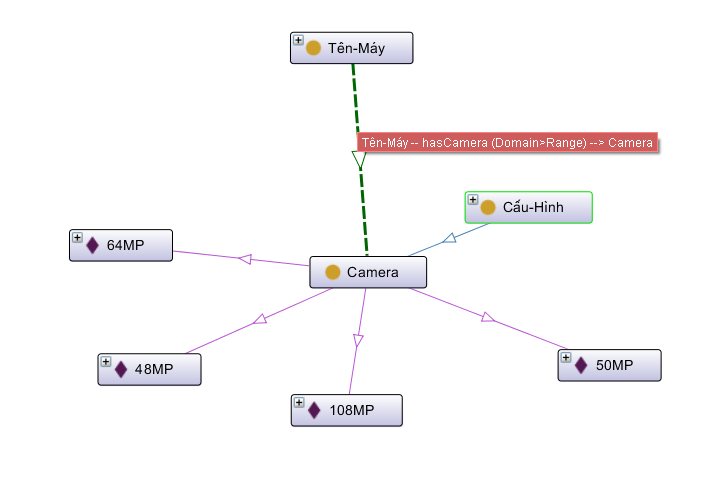 Tên-Máy
Tên-Máy -- hasCamera (Domain>Range) --> Camera
Cấu-Hình
64MP
Camera
48MP
50MP
108MP